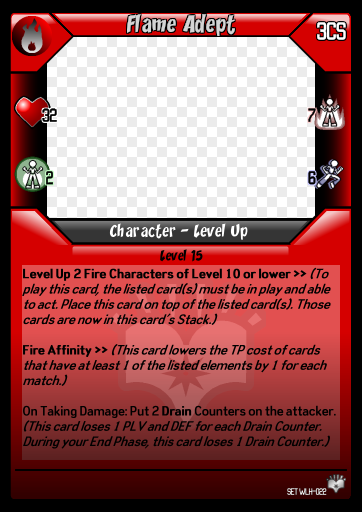 Flame Adept
3CS
32
7
2
6
Character - Level Up
Level 15
Level Up 2 Fire Characters of Level 10 or lower >> (To
play this card, the listed card(s) must be in play and able
to act. Place this card on top of the listed card(s). Those
cards are now in this card's Stack.)
Fire Affinity >> (This card lowers the TP cost of cards
that have at least 1 of the listed elements by 1 for each
match.)
On Taking Damage: Put 2 Drain Counters on the attacker.
(This card loses 1 PLV and DEF for each Drain Counter.
During your End Phase, this card loses 1 Drain Counter.)
SET WLH-022